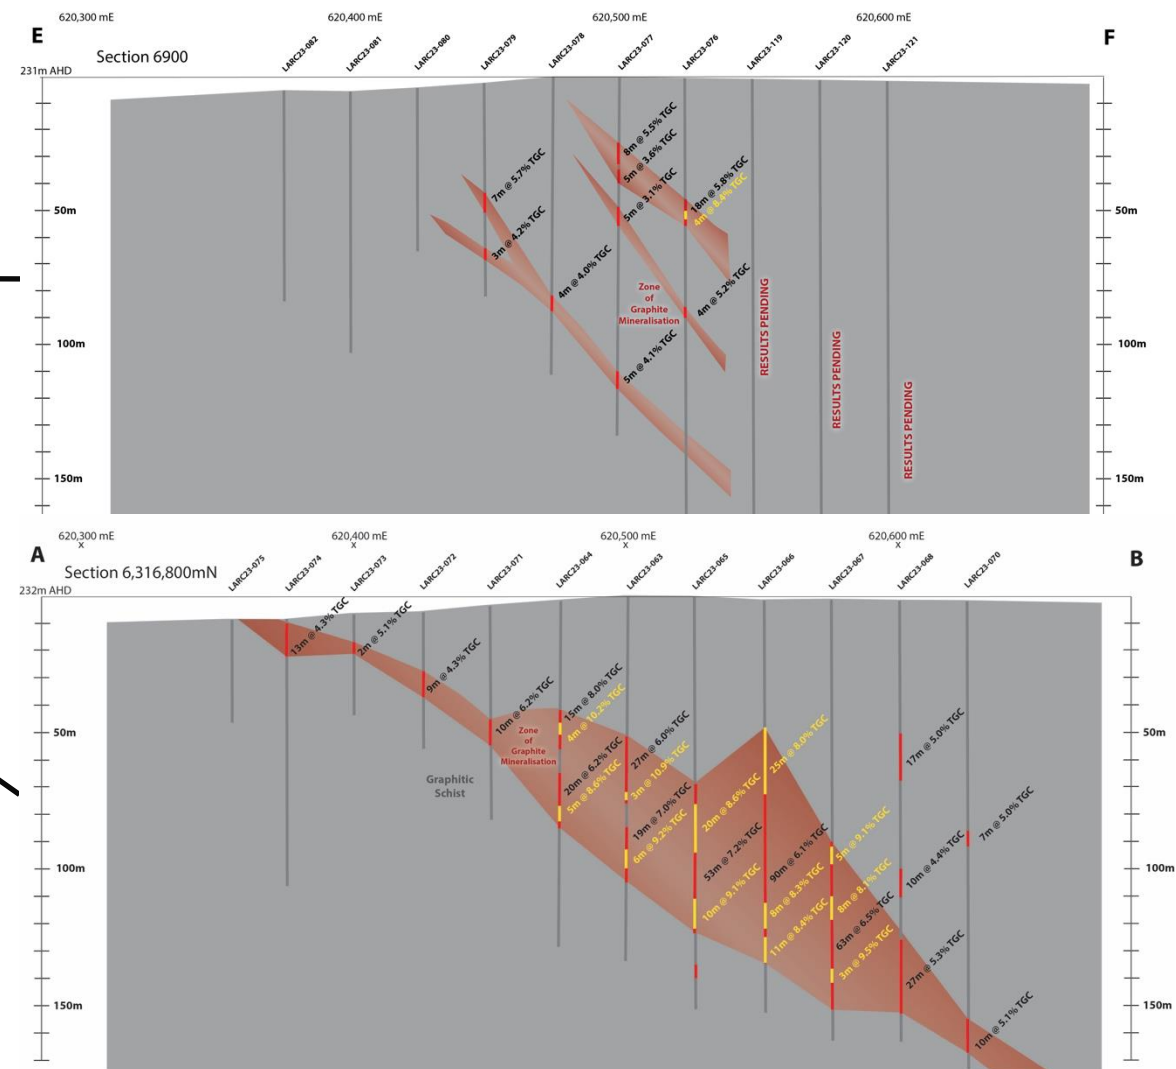 620,300 mE
620,400 mE
620,500 mE
620,600 mE
E
F
Section 6900
LARC23-082
LARC23-081
LARC23-080
LARC23-079
LARC23-078
LARC23-077
LARC23-076
LARC23-119
LARC23-120
LARC23-121
231m AHD
8m @ 5.5% TGC
5m @ 3.6% TGC
7m @ 5.7% TGC
5m @ 3.1% TGC
18m @ 5.8% TGC
4m @ 8.4% TGC
50m
50m
3m @ 4.2% TGC
4m @ 4.0% TGC
4m @ 5.2% TGC
Zone
of
Graphite
Mineralisation
RESULTS PENDING
RESULTS PENDING
RESULTS PENDING
100m
100m
5m @ 4.1% TGC
150m
150m
620,300 mE
x
620,400 mE
x
620,500 mE
x
620,600 mE
x
A
B
Section 6,316,800mN
LARC23-075
LARC23-074
LARC23-073
LARC23-072
LARC23-071
LARC23-064
LARC23-063
LARC23-065
LARC23-066
LARC23-067
LARC23-068
LARC23-070
232m AHD
13m @ 4.3% TGC
2m @ 5.1% TGC
9m @ 4.3% TGC
10m @ 6.2% TGC
15m @ 8.0% TGC
4m @ 10.2% TGC
50m
50m
Zone
of
Graphite
Mineralisation
27m @ 6.0% TGC
3m @ 10.9% TGC
25m @ 8.0% TGC
17m @ 5.0% TGC
20m @ 6.2% TGC
5m @ 8.6% TGC
Graphitic
Schist
19m @ 7.0% TGC
6m @ 9.2% TGC
20m @ 8.6% TGC
53m @ 7.2% TGC
10m @ 9.1% TGC
90m @ 6.1% TGC
8m @ 8.3% TGC
11m @ 8.4% TGC
5m @ 9.1% TGC
8m @ 8.1% TGC
63m @ 6.5% TGC
3m @ 9.5% TGC
7m @ 5.0% TGC
10m @ 4.4% TGC
100m
100m
27m @ 5.3% TGC
10m @ 5.1% TGC
150m
150m